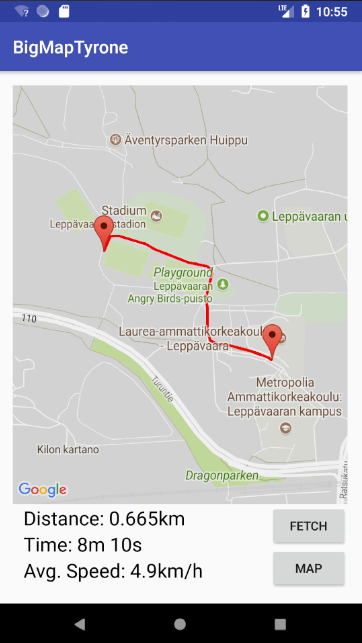 LTE 10:55
BigMapTyrone
Äventyrsparken Huippu
Stadium
Leppävaaran stadion
Leppävaaran u
Playground
Leppävaaran
Angry Birds-puisto
110
Laurea-ammattikorkeakoulu
- Leppävaara
Turuntie
Metropolia
Ammattikorkeakoulu:
Leppävaaran kampus
Kilon kartano
Dragonparken
Ratsukatu
Google
Distance: 0.665km
FETCH
Time: 8m 10s
Avg. Speed: 4.9km/h
MAP